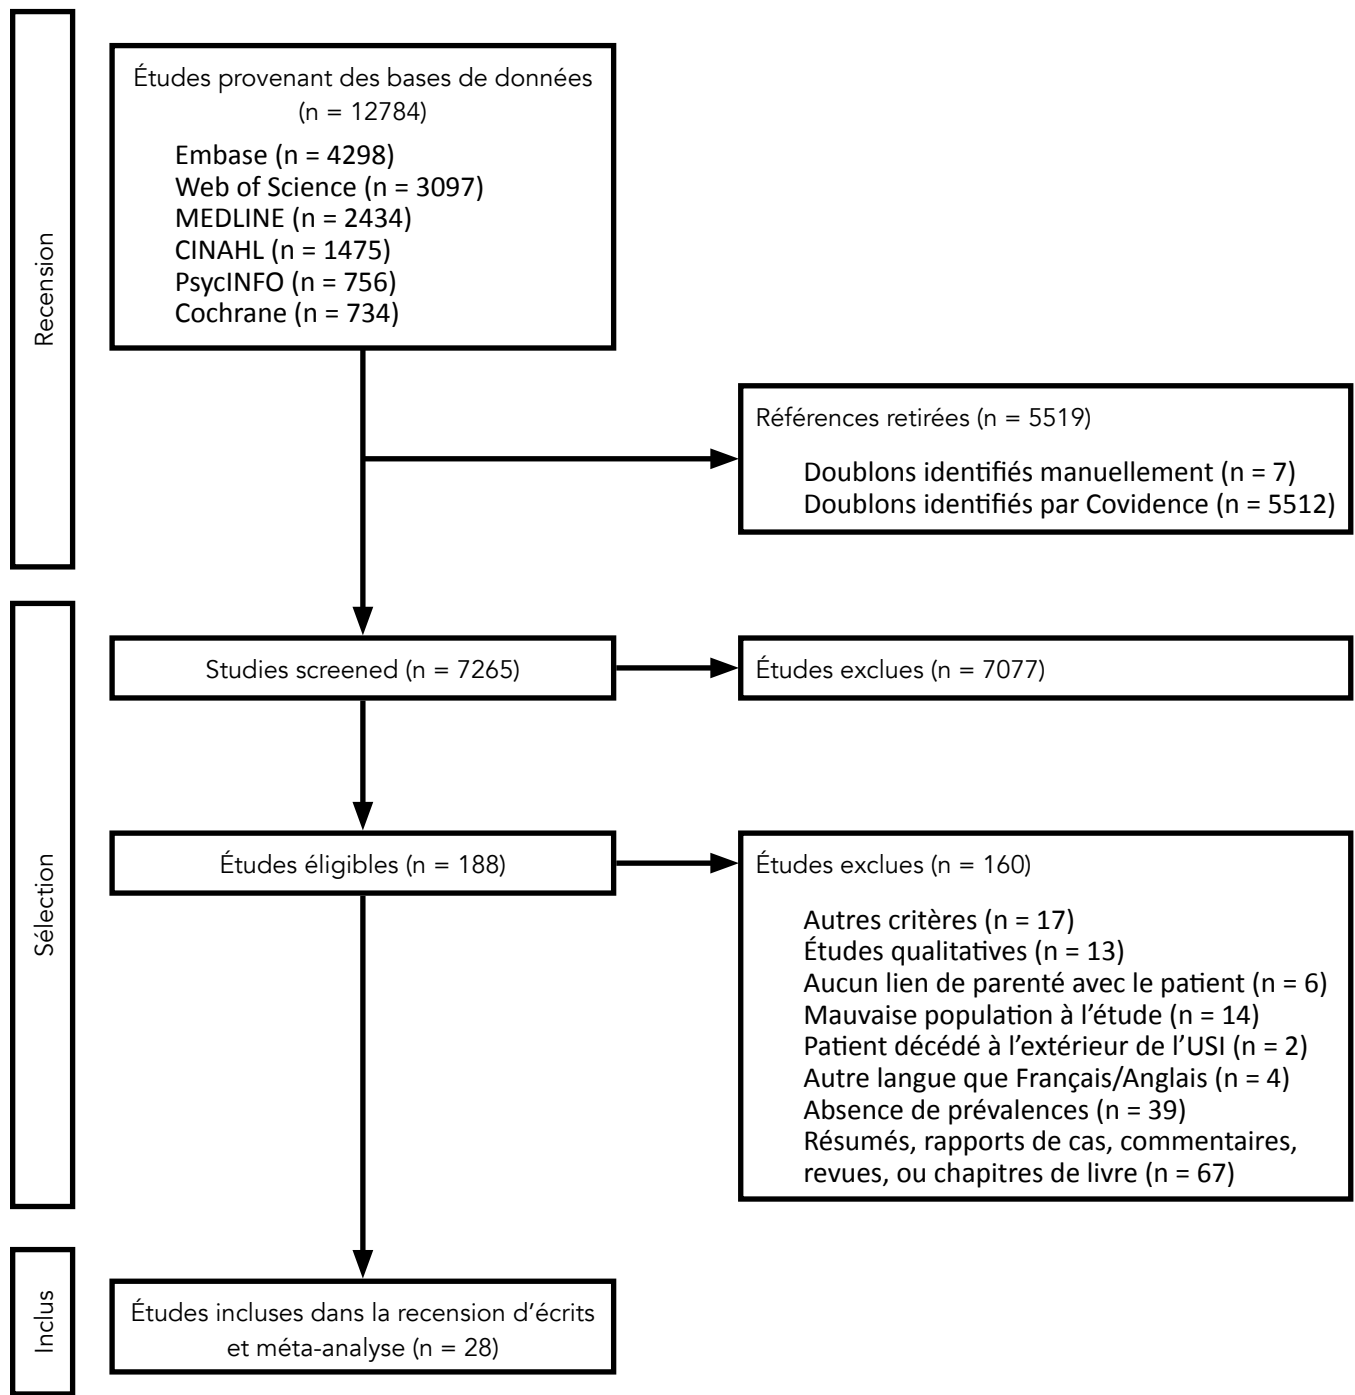 Recension
Études provenant des bases de données
(n = 12784)
Embase (n = 4298)
Web of Science (n = 3097)
MEDLINE (n = 2434)
CINAHL (n = 1475)
PsycINFO (n = 756)
Cochrane (n = 734)
Références retirées (n = 5519)
Doublons identifiés manuellement (n = 7)
Doublons identifiés par Covidence (n = 5512)
Sélection
Studies screened (n = 7265)
Études exclues (n = 7077)
Études éligibles (n = 188)
Études exclues (n = 160)
Autres critères (n = 17)
Études qualitatives (n = 13)
Aucun lien de parenté avec le patient (n = 6)
Mauvaise population à l’étude (n = 14)
Patient décédé à l’extérieur de l’USI (n = 2)
Autre langue que Français/Anglais (n = 4)
Absence de prévalences (n = 39)
Résumés, rapports de cas, commentaires,
revues, ou chapitres de livre (n = 67)
Inclus
Études incluses dans la recension d’écrits
et méta-analyse (n = 28)